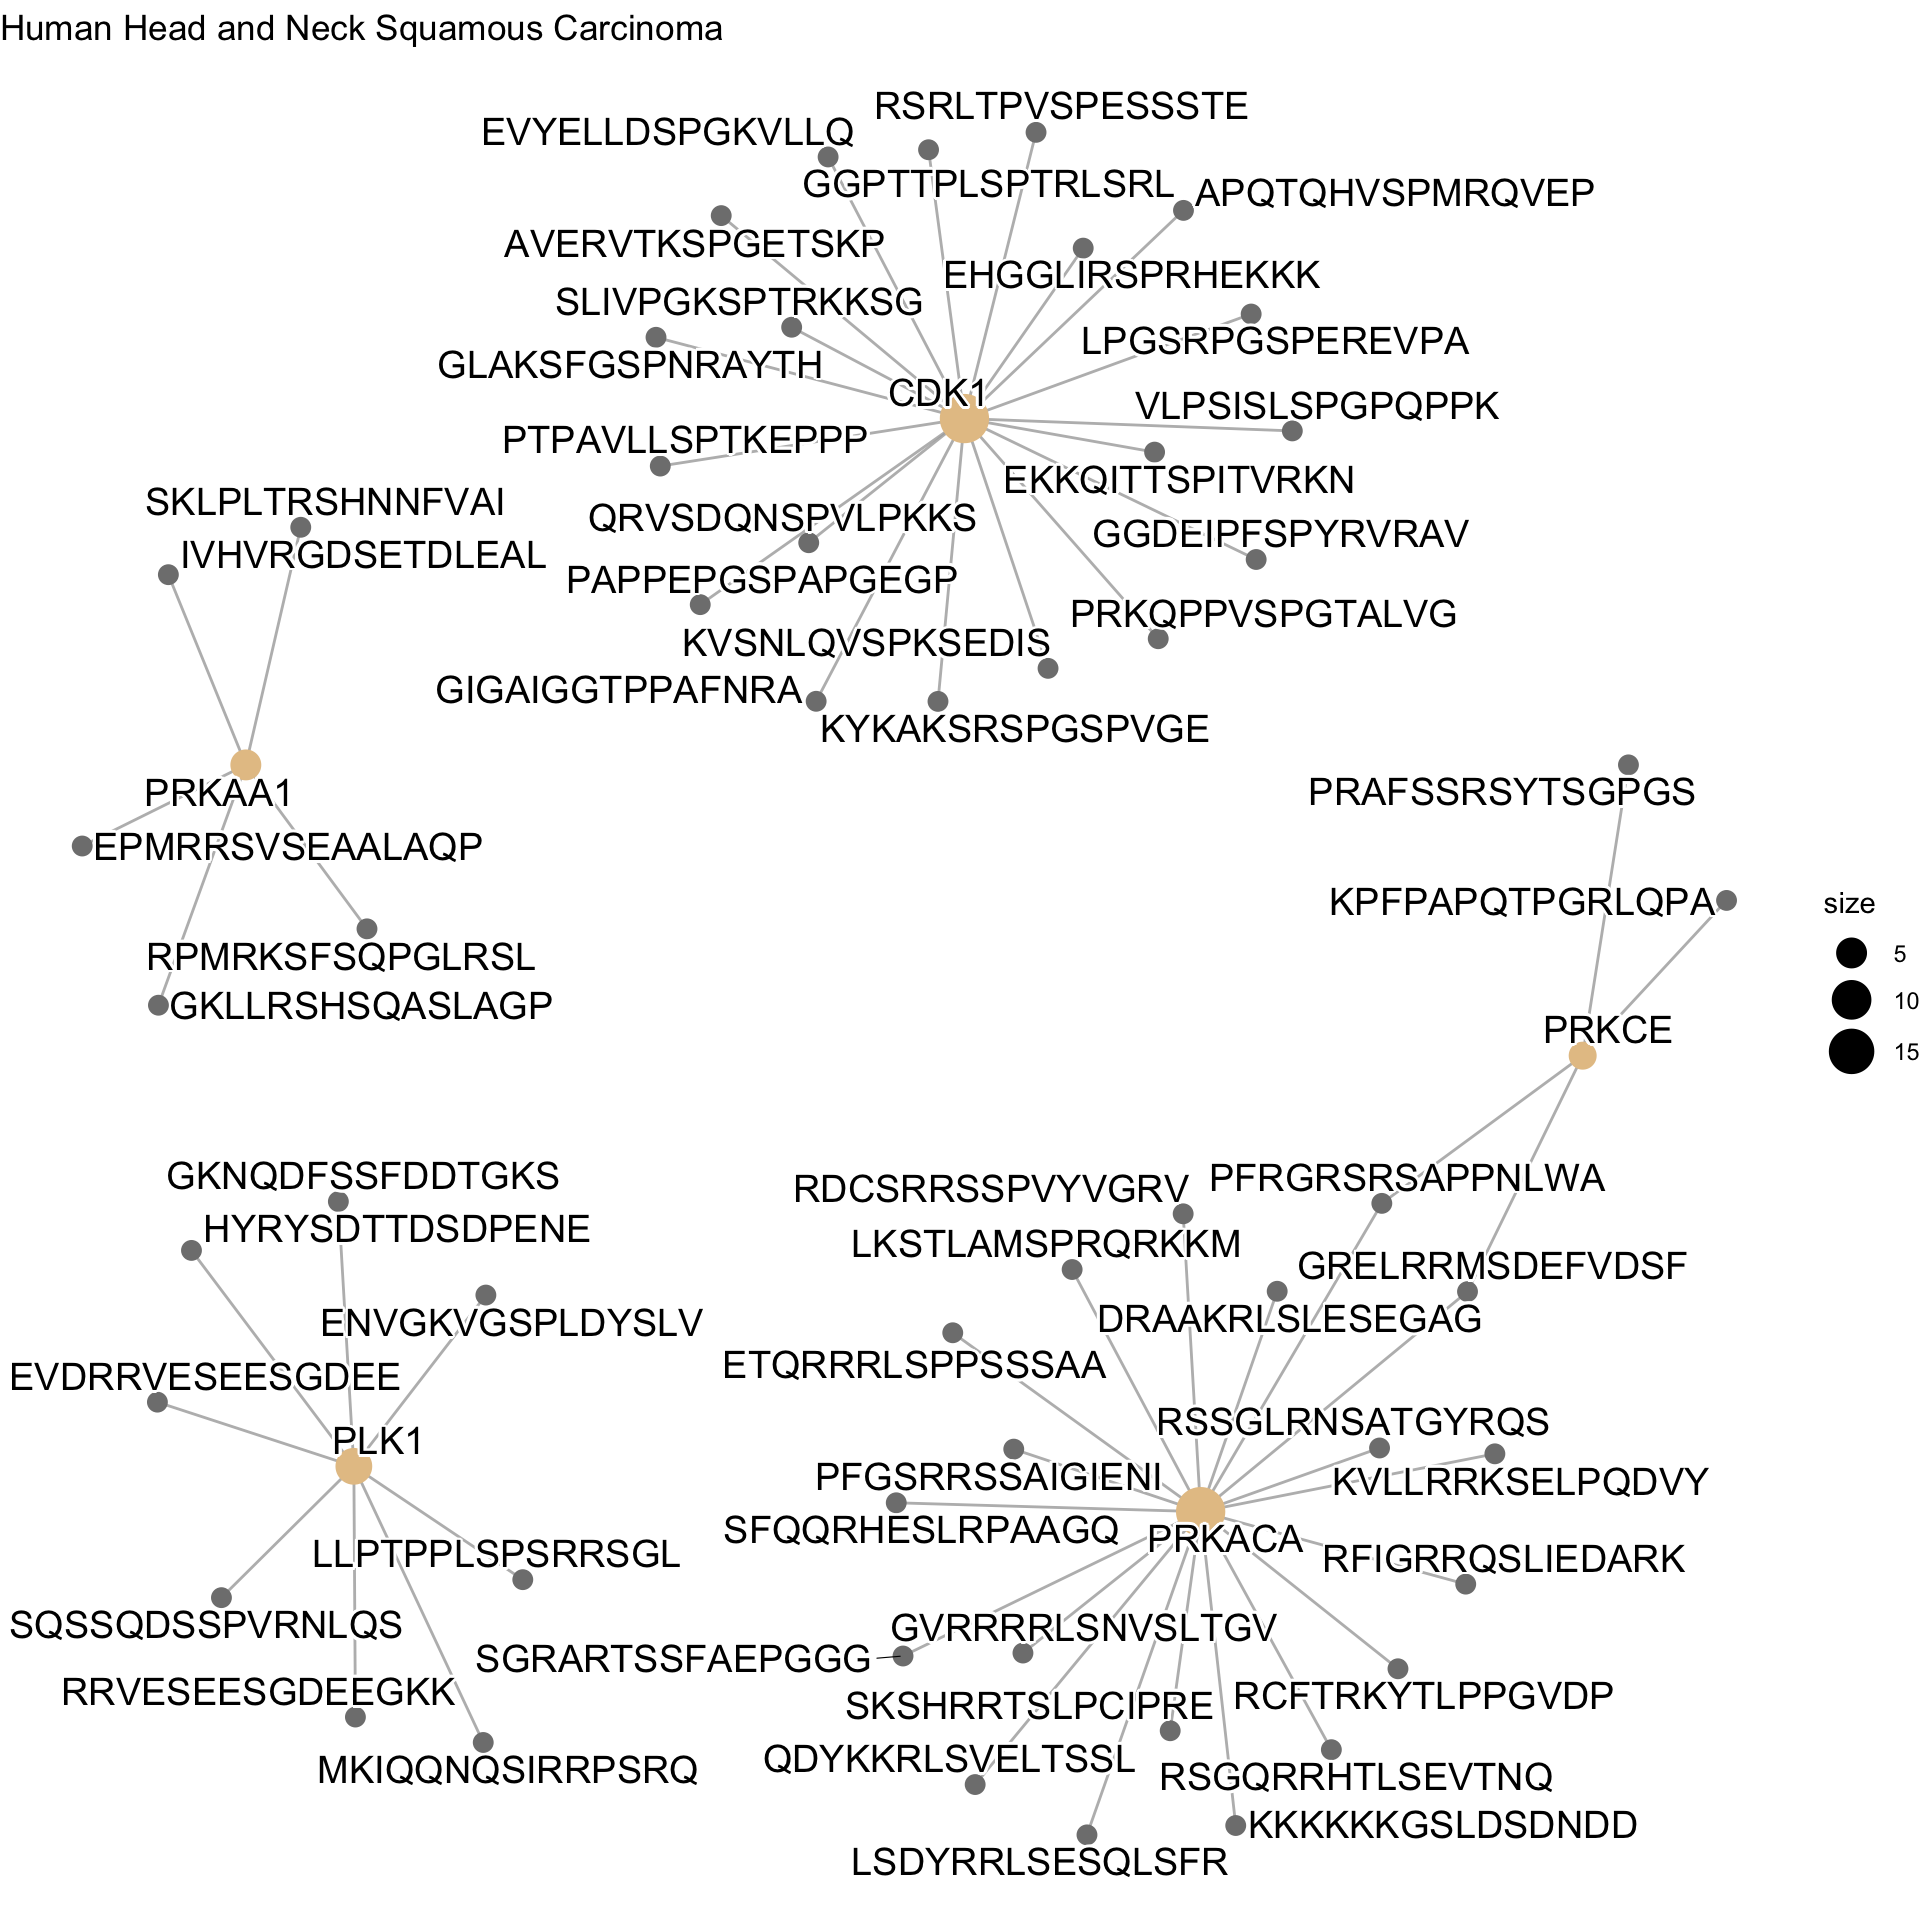 Human Head and Neck Squamous Carcinoma
RSRLTPVSPESSSTE
EVYELLDSPGKVLLQ
GGPTTPLSPTRLSRL
APQTQHVSPMRQVEP
AVERVTKSPGETSKP
EHGGLIRSPRHEKKK
SLIVPGKSPTRKKSG
LPGSRPGSPEREVPA
GLAKSFGSPNRAYTH
CDK1
VLPSISLSPGPQPPK
PTPAVLLSPTKEPPP
EKKQITTSPITVRKN
SKLPLTRSHNNFVAI
QRVSDQNSPVLPKKS
GGDEIPFSPYRVRAV
IVHVRGDSETDLEAL
PAPPEPGSPAPGEGP
PRKQPPVSPGTALVG
KVSNLQVSPKSEDIS
GIGAIGGTPPAFNRA
KYKAKSRSPGSPVGE
PRKAA1
PRAFSSRSYTSGPGS
EPMRRSVSEAALAQP
KPFPAPQTPGRLQPA
size
5
10
15
RPMRKSFSQPGLRSL
GKLLRSHSQASLAGP
PRKCE
GKNQDFSSFDDTGKS
RDCSRRSSPVYVGRV
PFRGRSRSAPPNLWA
HYRYSDTTDSDPENE
LKSTLAMSPRQRKKM
GRELRRMSDEFVDSF
ENVGKVGSPLDYSLV
DRAAKRLSLESEGAG
EVDRRVESEESGDEE
ETQRRRLSPPSSSAA
PLK1
RSSGLRNSATGYRQS
PFGSRRSSAIGIENI
KVLLRRKSELPQDVY
SFQQRHESLRPAAGQ
PRKACA
LLPTPPLSPSRRSGL
RFIGRRQSLIEDARK
SQSSQDSSPVRNLQS
GVRRRRLSNVSLTGV
SGRARTSSFAEPGGG
RRVESEESGDEEGKK
SKSHRRTSLPCIPRE
RCFTRKYTLPPGVDP
MKIQQNQSIRRPSRQ
QDYKKRLSVELTSSL
RSGQRRHTLSEVTNQ
KKKKKKGSLDSDNDD
LSDYRRLSESQLSFR